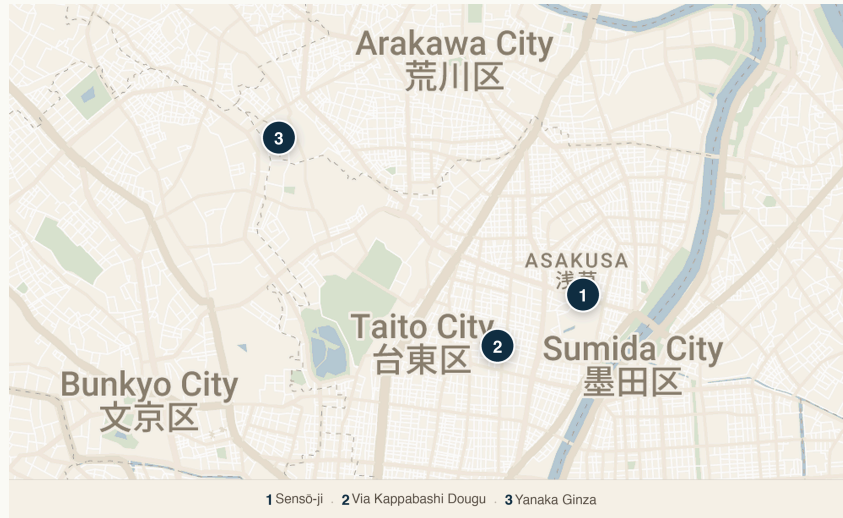 Arakawa City
荒川区
3
ASAKUSA
浅草
1
Taito City
台東区
2
Sumida City
墨田区
Bunkyo City
文京区
1 Sensō-ji . 2 Via Kappabashi Dougu . 3 Yanaka Ginza